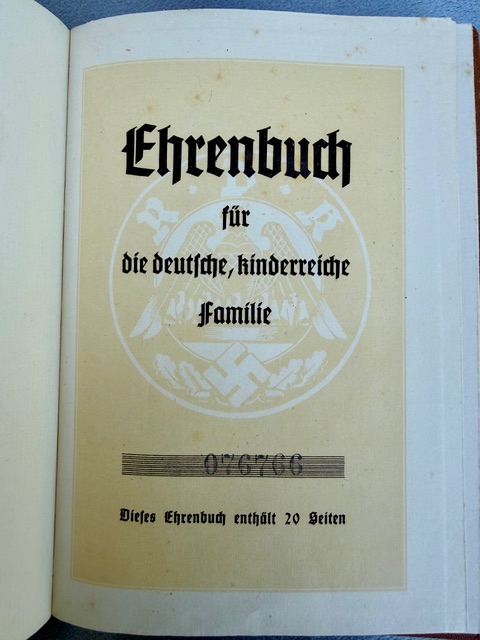 Ehrenbuch
für
die deutsche, kinderreiche
Familie
R.D.K
076766
Dieses Ehrenbuch enthält 20 Seiten